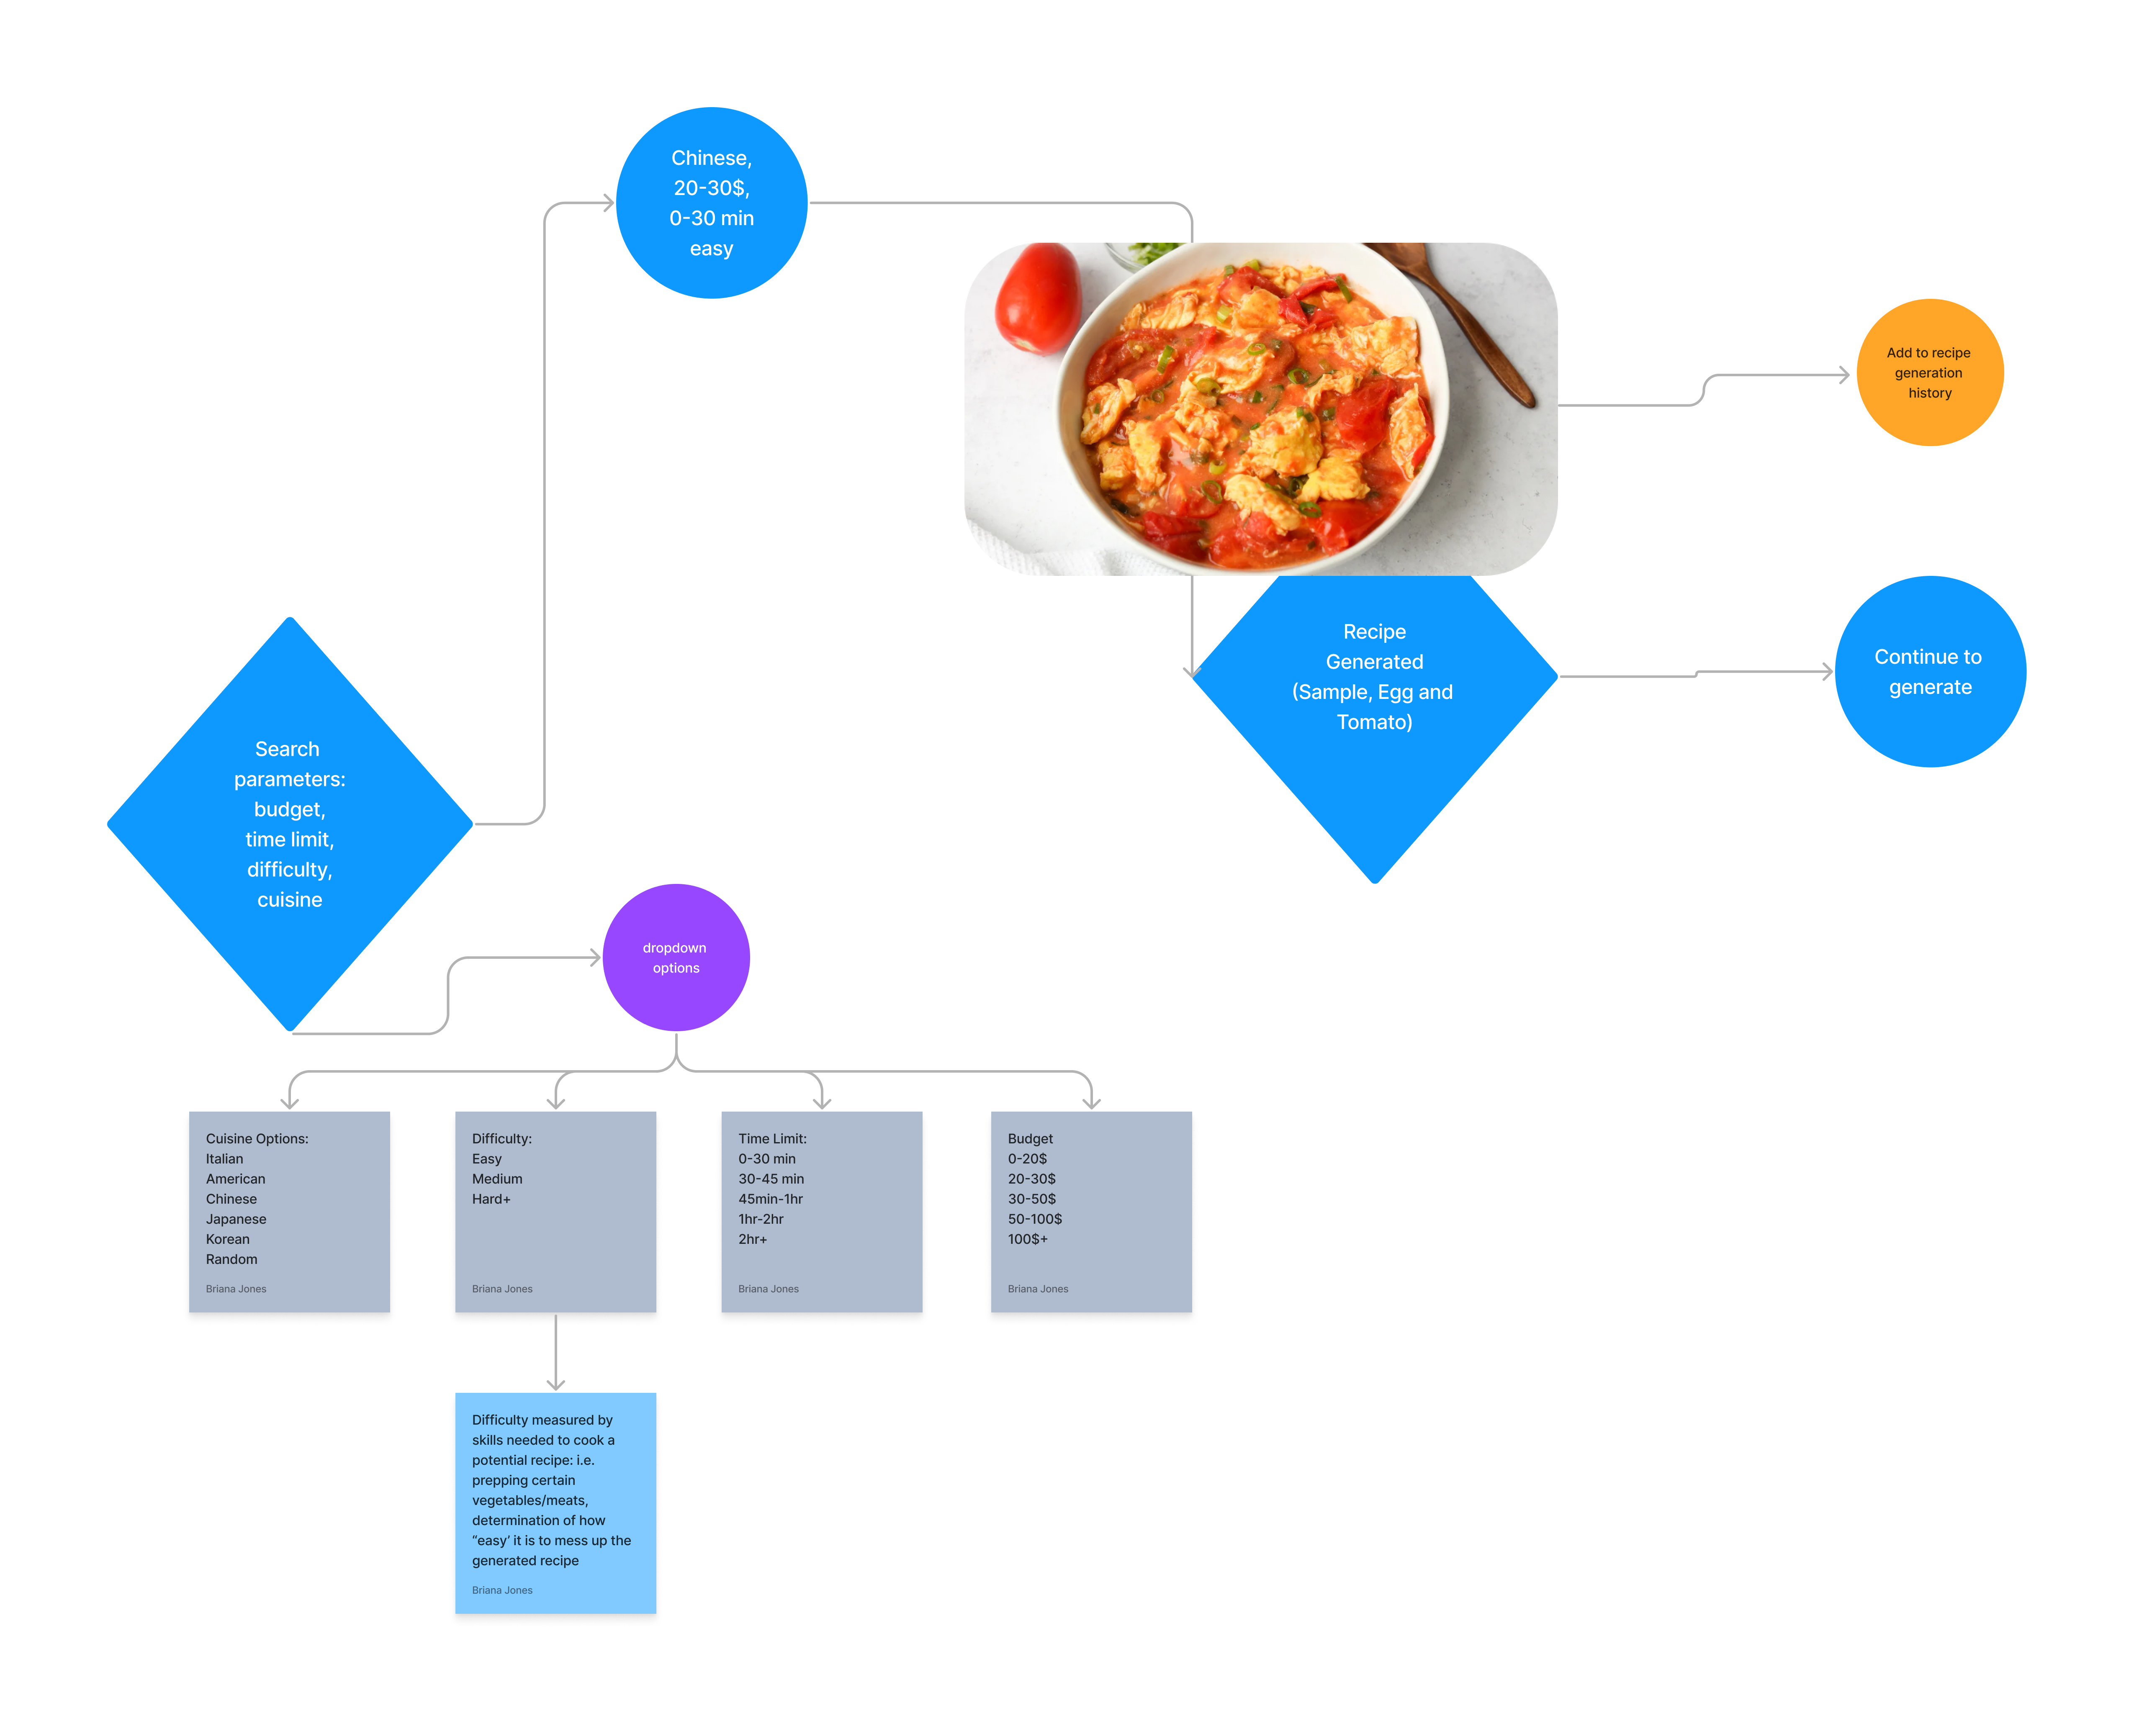 Chinese,
20-30$,
0-30 min
easy
Add to recipe
generation
history
Recipe
Generated
(Sample, Egg and
Tomato)
Continue to
generate
Search
parameters:
budget,
time limit,
difficulty,
cuisine
dropdown
options
Cuisine Options:
Italian
American
Chinese
Japanese
Korean
Random
Briana Jones
Difficulty:
Easy
Medium
Hard+
Briana Jones
Time Limit:
0-30 min
30-45 min
45min-1hr
1hr-2hr
2hr+
Briana Jones
Budget
0-20$
20-30$
30-50$
50-100$
100$+
Briana Jones
Difficulty measured by
skills needed to cook a
potential recipe: i.e.
prepping certain
vegetables/meats,
determination of how
“easy’ it is to mess up the
generated recipe
Briana Jones